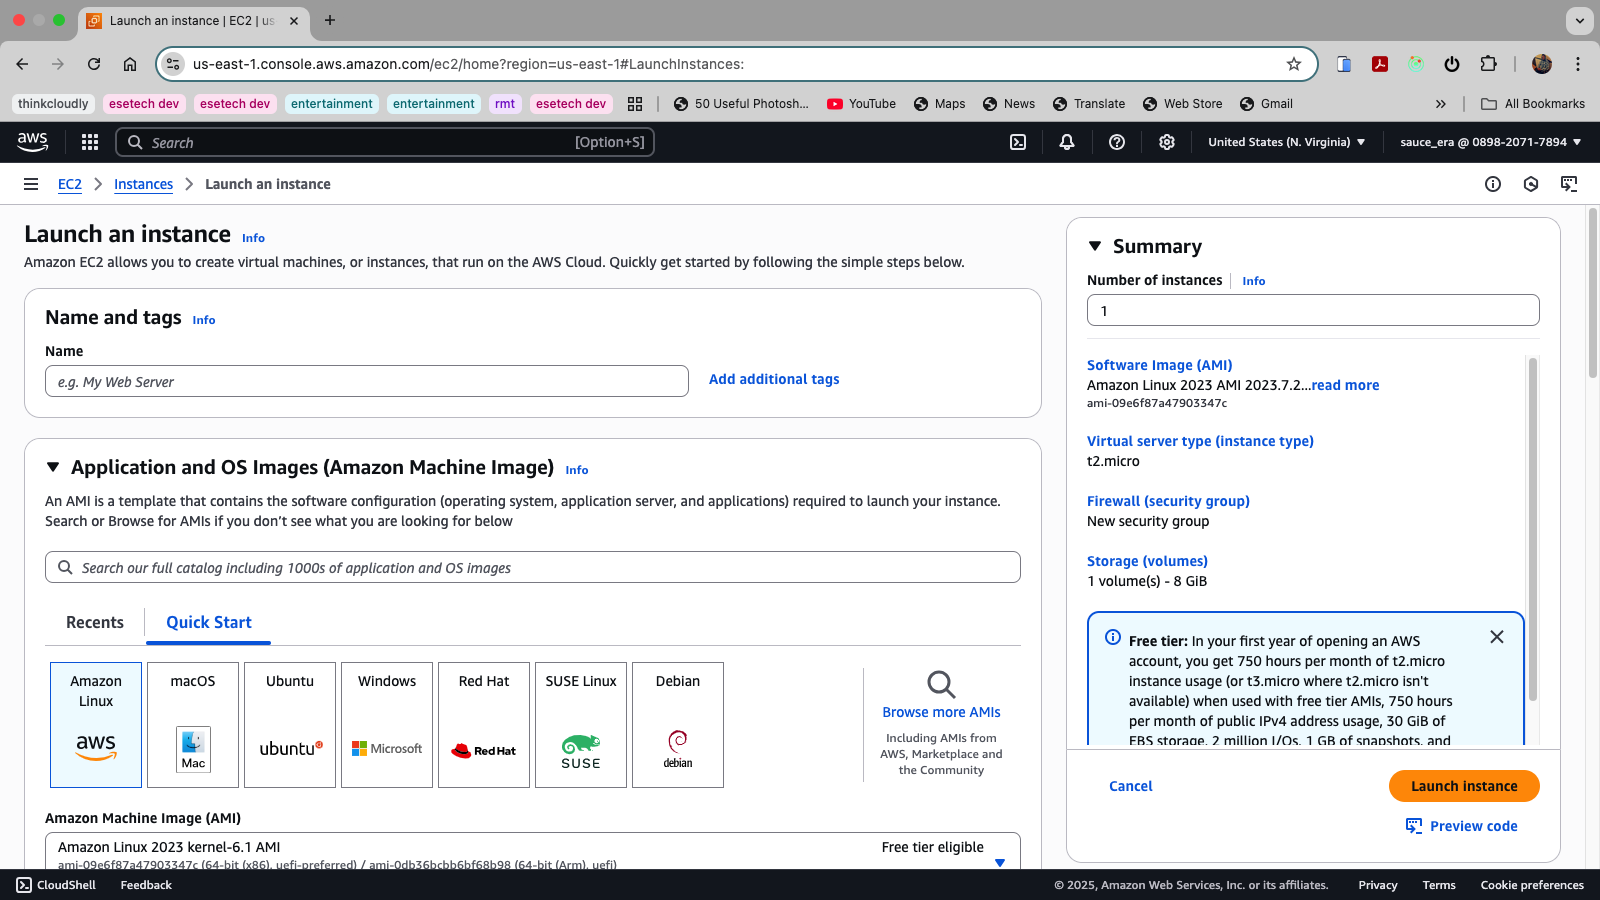 Launch an instance | EC2 | us
us-east-1.console.aws.amazon.com/ec2/home?region=us-east-1#LaunchInstances:
thinkcloudly
esetech dev
esetech dev
entertainment
entertainment
rmt
esetech dev
50 Useful Photosh...
YouTube
Maps
News
Translate
Web Store
Gmail
All Bookmarks
aws
Search
[Option+S]
United States (N. Virginia)
sauce_era @ 0898-2071-7894
EC2
Instances
Launch an instance
Launch an instance Info
Amazon EC2 allows you to create virtual machines, or instances, that run on the AWS Cloud. Quickly get started by following the simple steps below.
Name and tags Info
Name
e.g. My Web Server
Add additional tags
Application and OS Images (Amazon Machine Image) Info
An AMI is a template that contains the software configuration (operating system, application server, and applications) required to launch your instance.
Search or Browse for AMIs if you don't see what you are looking for below
Search our full catalog including 1000s of application and OS images
Recents
Quick Start
Amazon
Linux
aws
macOS
Mac
Ubuntu
ubuntu
Windows
Microsoft
Red Hat
Red Hat
SUSE Linux
SUSE
Debian
debian
Browse more AMIs
Including AMIs from
AWS, Marketplace and
the Community
Amazon Machine Image (AMI)
Amazon Linux 2023 kernel-6.1 AMI
Free tier eligible
ami-09e6f87a47903347c (64-bit (x86), uefi-preferred) / ami-0db36bcbb6bf68b98 (64-bit (Arm), uefi)
Summary
Number of instances
Info
1
Software Image (AMI)
Amazon Linux 2023 AMI 2023.7.2...read more
ami-09e6f87a47903347c
Virtual server type (instance type)
t2.micro
Firewall (security group)
New security group
Storage (volumes)
1 volume(s) - 8 GiB
Free tier: In your first year of opening an AWS
account, you get 750 hours per month of t2.micro
instance usage (or t3.micro where t2.micro isn't
available) when used with free tier AMIs, 750 hours
per month of public IPv4 address usage, 30 GiB of
EBS storage, 2 million I/Os, 1 GB of snapshots, and
Cancel
Launch instance
Preview code
CloudShell
Feedback
© 2025, Amazon Web Services, Inc. or its affiliates.
Privacy
Terms
Cookie preferences